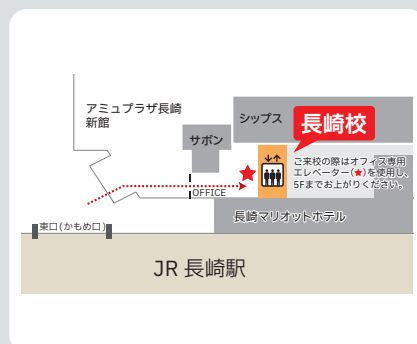 アミュプラザ長崎
新館
サボン
シップス
長崎校
ご来校の際はオフィス専用
エレベーター(★)を使用し、
5Fまでお上がりください。
OFFICE
長崎マリオットホテル
東口(かもめ口)
JR 長崎駅